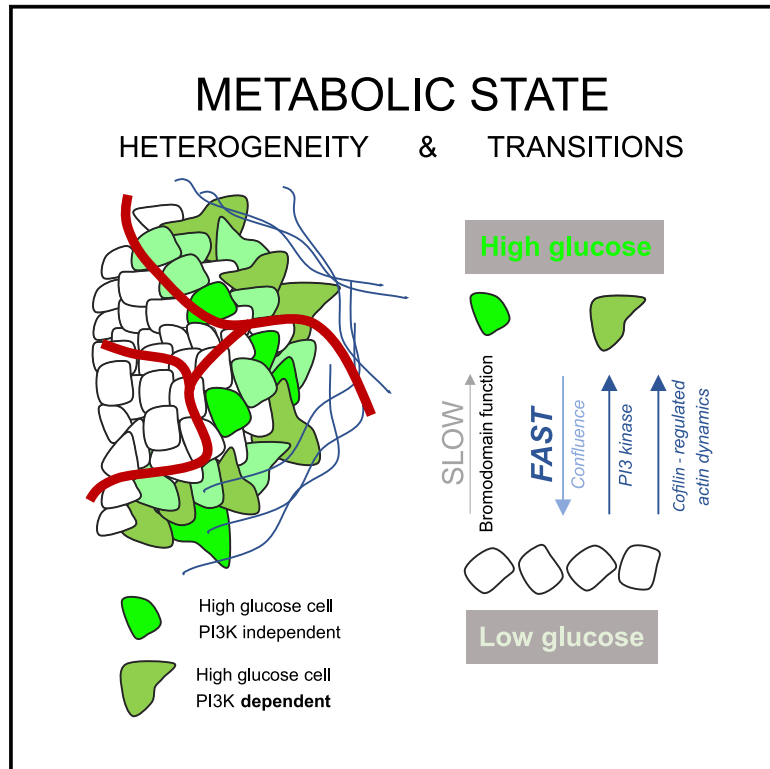 METABOLIC STATE
HETEROGENEITY & TRANSITIONS
High glucose
SLOW
Bromodomain function
FAST
Confluence
PI3 kinase
Cofilin - regulated
actin dynamics
Low glucose
High glucose cell
PI3K independent
High glucose cell
PI3K dependent